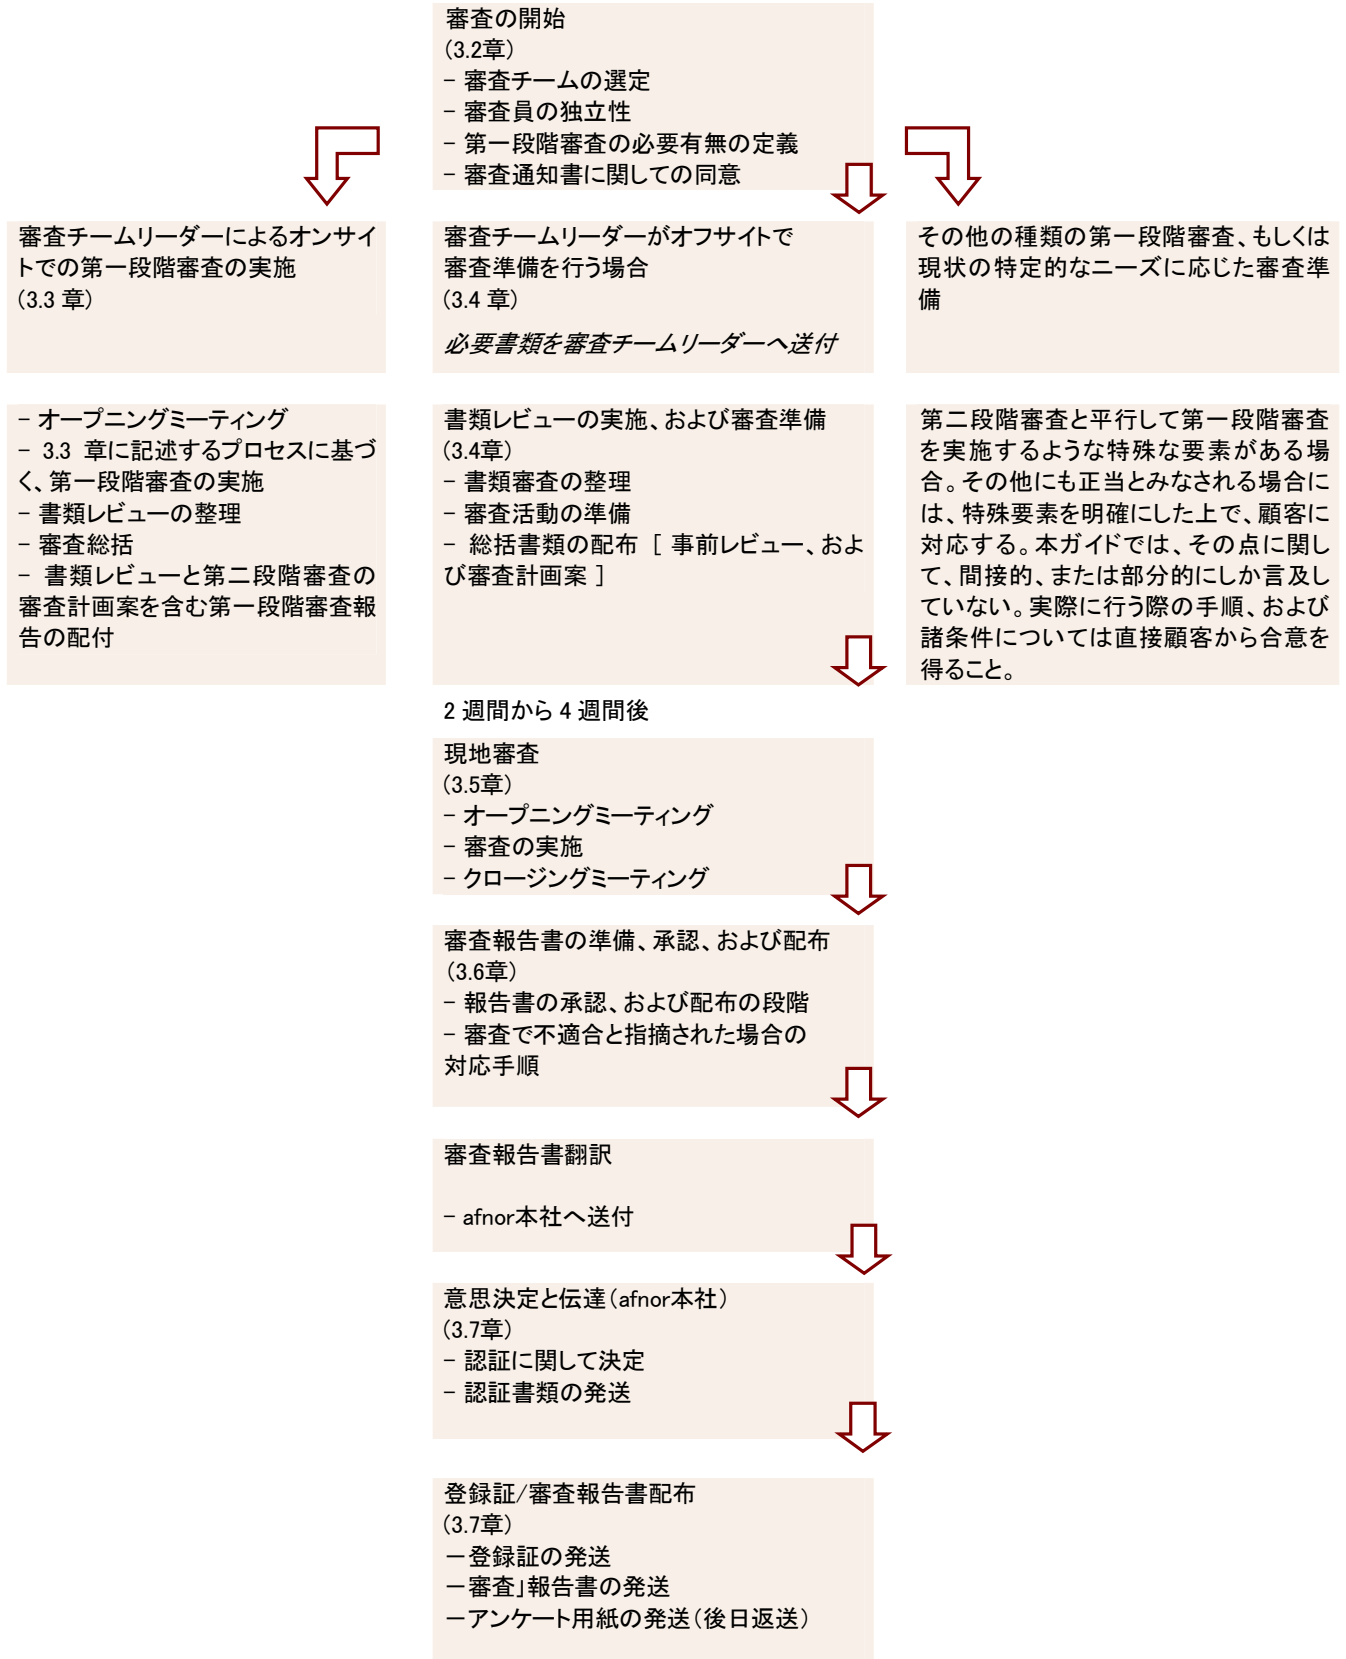 審査の開始
(3.2章)
- 審査チームの選定
- 審査員の独立性
- 第一段階審査の必要有無の定義
- 審査通知書に関しての同意
審査チームリーダーによるオンサイ
トでの第一段階審査の実施
(3.3 章)
審査チームリーダーがオフサイトで
審査準備を行う場合
(3.4 章)
必要書類を審査チームリーダーへ送付
その他の種類の第一段階審査、もしくは
現状の特定的なニーズに応じた審査準
備
- オープニングミーティング
- 3.3 章に記述するプロセスに基づ
く、第一段階審査の実施
- 書類レビューの整理
- 審査総括
- 書類レビューと第二段階審査の
審査計画案を含む第一段階審査報
告の配付
書類レビューの実施、および審査準備
(3.4章)
- 書類審査の整理
- 審査活動の準備
- 総括書類の配布 [ 事前レビュー、およ
び審査計画案 ]
第二段階審査と平行して第一段階審査
を実施するような特殊な要素がある場
合。その他にも正当とみなされる場合に
は、特殊要素を明確にした上で、顧客に
対応する。本ガイドでは、その点に関し
て、間接的、または部分的にしか言及し
ていない。実際に行う際の手順、および
諸条件については直接顧客から合意を
得ること。
2 週間から 4 週間後
現地審査
(3.5章)
- オープニングミーティング
- 審査の実施
- クロージングミーティング
審査報告書の準備、承認、および配布
(3.6章)
- 報告書の承認、および配布の段階
- 審査で不適合と指摘された場合の
対応手順
審査報告書翻訳
- afnor本社へ送付
意思決定と伝達(afnor本社)
(3.7章)
- 認証に関して決定
- 認証書類の発送
登録証/審査報告書配布
(3.7章)
－登録証の発送
－審査」報告書の発送
－アンケート用紙の発送(後日返送)